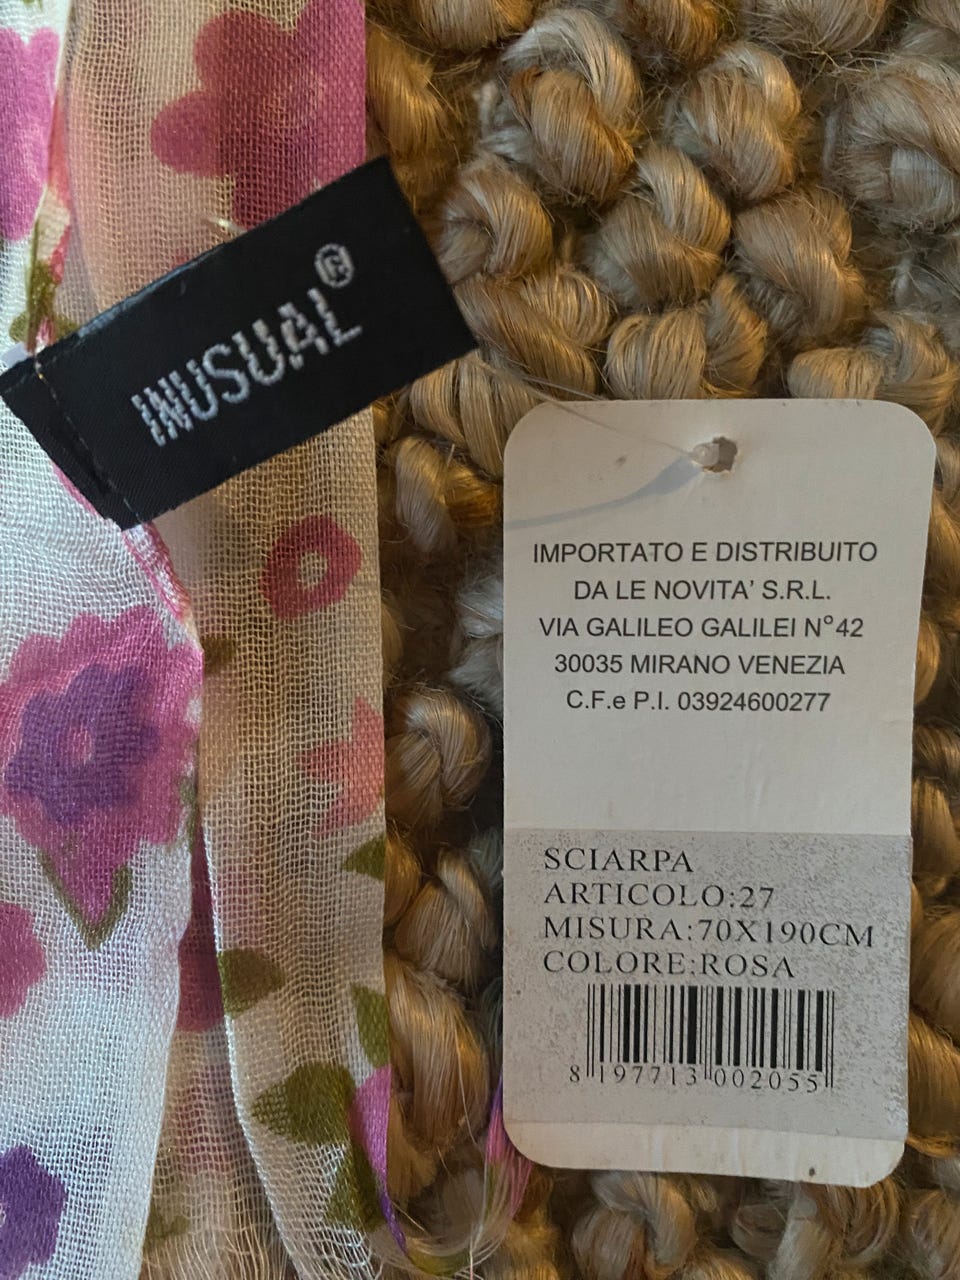 INUSUAL®
IMPORTATO E DISTRIBUITO
DA LE NOVITA' S.R.L.
VIA GALILEO GALILEI N°42
30035 MIRANO VENEZIA
C.F.e P.I. 03924600277
SCIARPA
ARTICOLO:27
MISURA:70X190CM
COLORE:ROSA
8 197713 002055